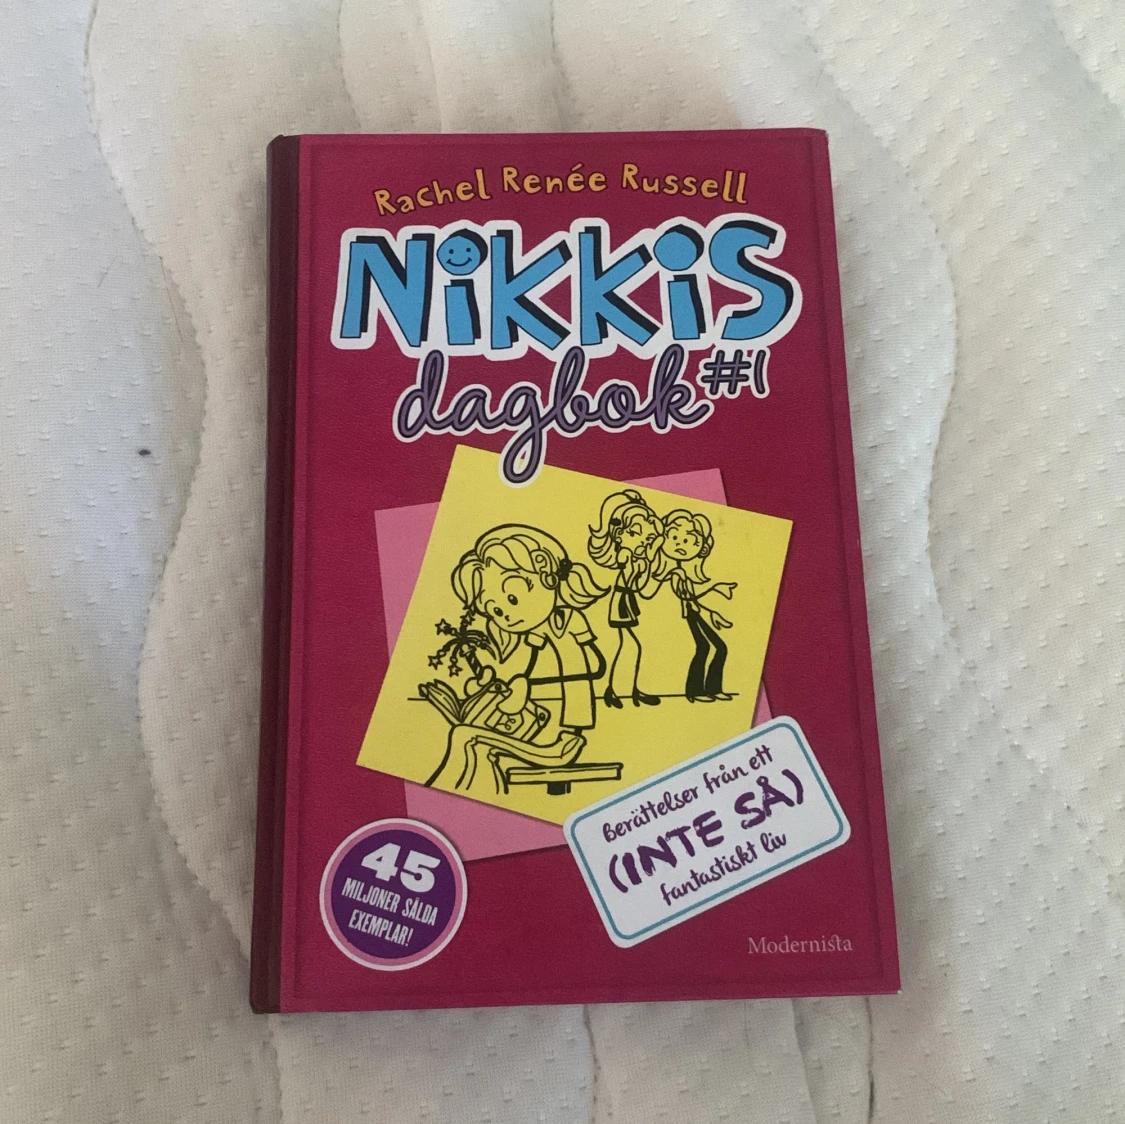 Rachel Renée Russell
NiKKiS
dagbok #1
Berättelser från ett
(INTE SÅ)
fantastiskt liv
45
MILJONER SÅLDA
EXEMPLAR!
Modernista